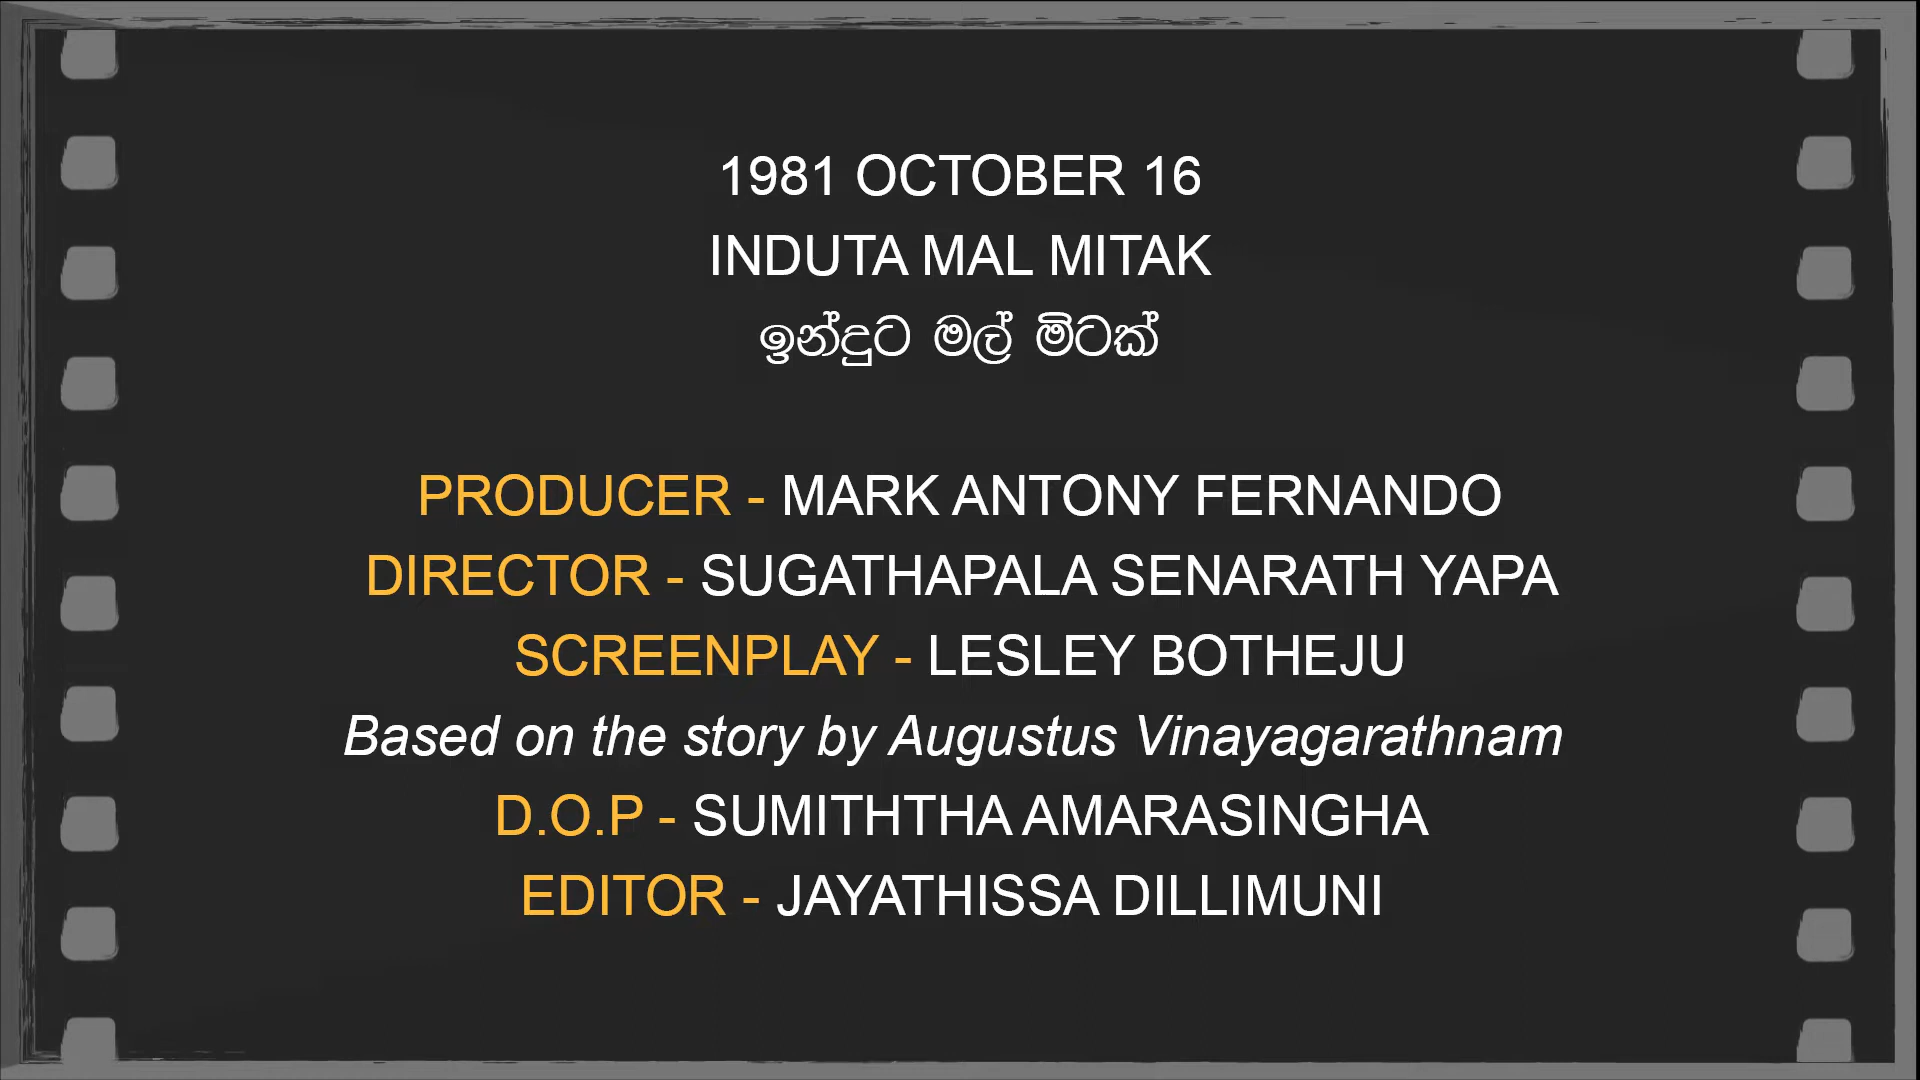 1981 OCTOBER 16
INDUTA MAL MITAK
ඉන්දුට මල් මිටක්
PRODUCER - MARK ANTONY FERNANDO
DIRECTOR - SUGATHAPALA SENARATH YAPA
SCREENPLAY - LESLEY BOTHEJU
Based on the story by Augustus Vinayagarathnam
D.O.P - SUMITHTHA AMARASINGHA
EDITOR - JAYATHISSA DILLIMUNI